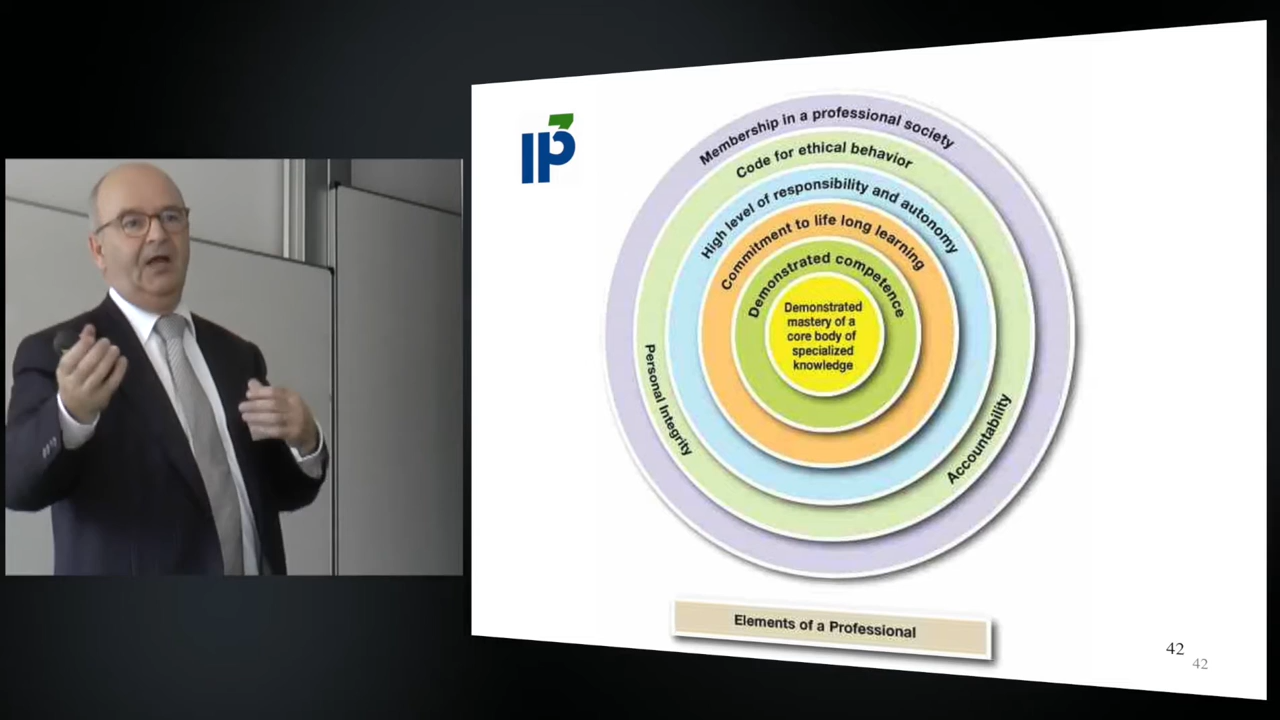 IP3
Membership in a professional society
Code for ethical behavior
High level of responsibility and autonomy
Commitment to life long learning
Demonstrated competence
Demonstrated
mastery of a
core body of
specialized
knowledge
Personal Integrity
Accountability
Elements of a Professional
42
42